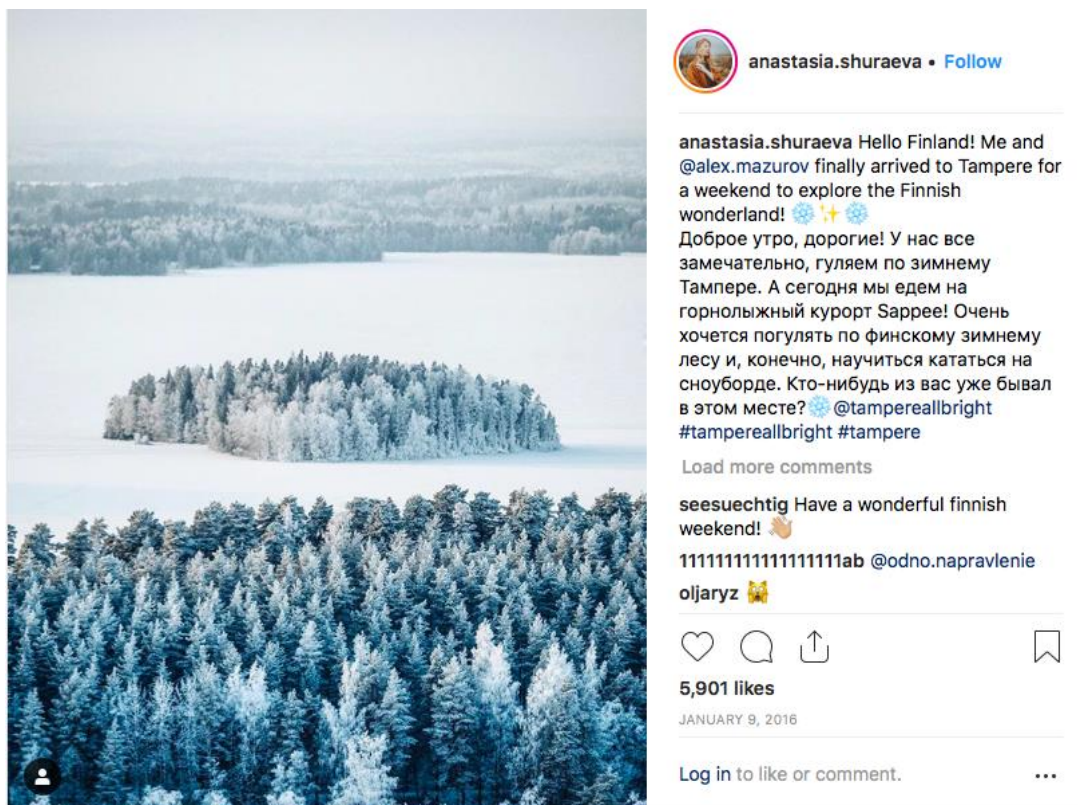 anastasia.shuraeva • Follow
anastasia.shuraeva Hello Finland! Me and
@alex.mazurov finally arrived to Tampere for
a weekend to explore the Finnish
wonderland! ❄️✨❄️
Доброе утро, дорогие! У нас все
замечательно, гуляем по зимнему
Тампере. А сегодня мы едем на
горнолыжный курорт Sappee! Очень
хочется погулять по финскому зимнему
лесу и, конечно, научиться кататься на
сноуборде. Кто-нибудь из вас уже бывал
в этом месте?❄️@tampereallbright
#tampereallbright #tampere
Load more comments
seesuechtig Have a wonderful finnish
weekend! 👋🏼
111111111111111111ab @odno.napravlenie
oljaryz 🙀
5,901 likes
JANUARY 9, 2016
Log in to like or comment.